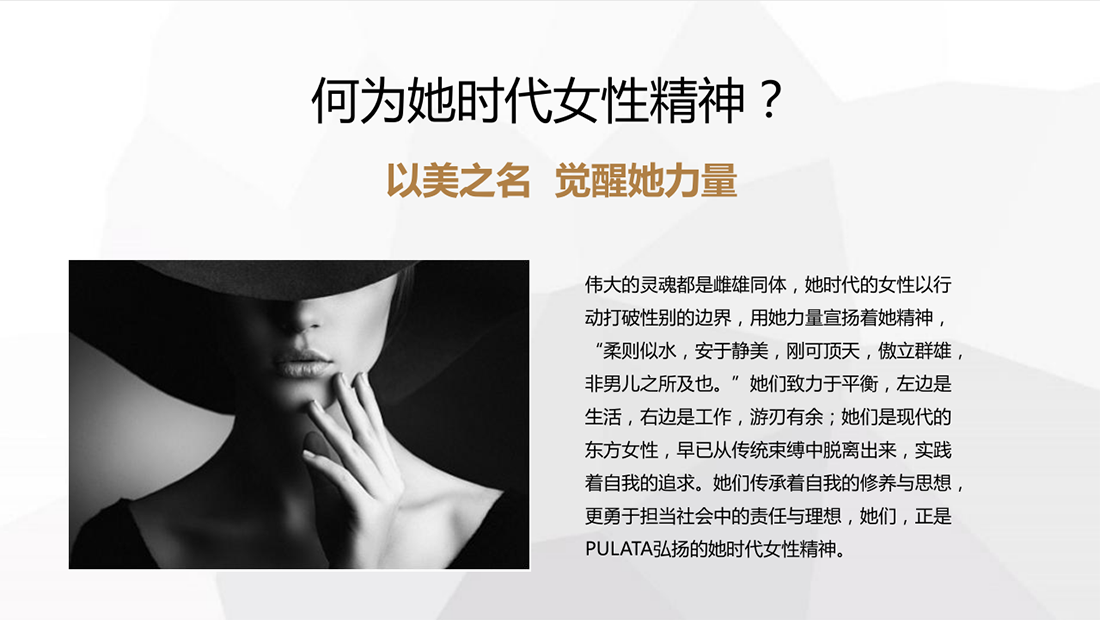 何为她时代女性精神？
以美之名 觉醒她力量
伟大的灵魂都是雌雄同体，她时代的女性以行
动打破性别的边界，用她力量宣扬着她精神，
“柔则似水，安于静美，刚可顶天，傲立群雄，
非男儿之所及也。”她们致力于平衡，左边是
生活，右边是工作，游刃有余；她们是现代的
东方女性，早已从传统束缚中脱离出来，实践
着自我的追求。她们传承着自我的修养与思想，
更勇于担当社会中的责任与理想，她们，正是
PULATA弘扬的她时代女性精神。